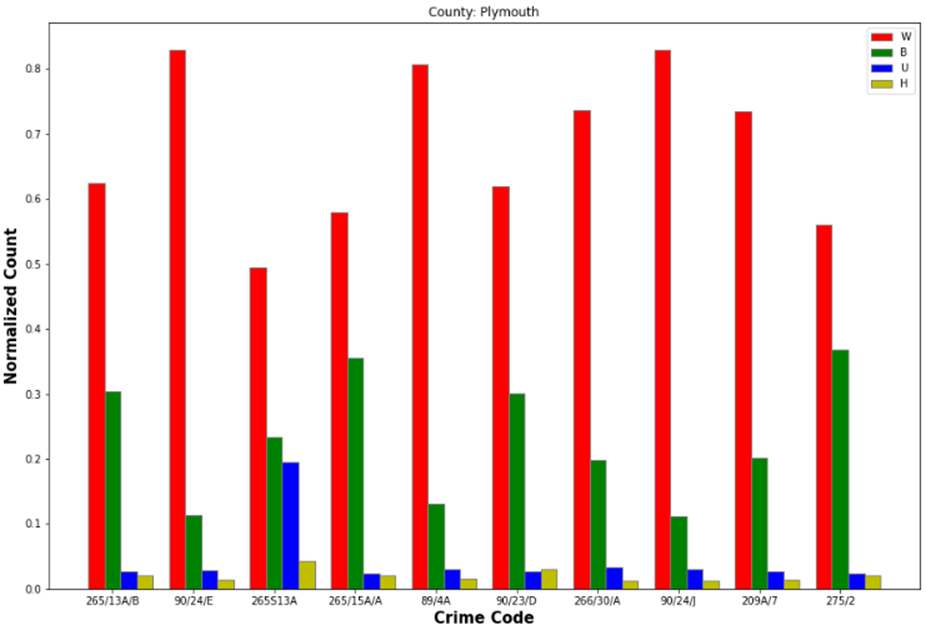 County: Plymouth
W
B
U
H
Normalized Count
0.8
0.7
0.6
0.5
0.4
0.3
0.2
0.1
0.0
265/13A/B 90/24/E 265S13A 265/15A/A 89/4A 90/23/D 266/30/A 90/24/J 209A/7 275/2
Crime Code